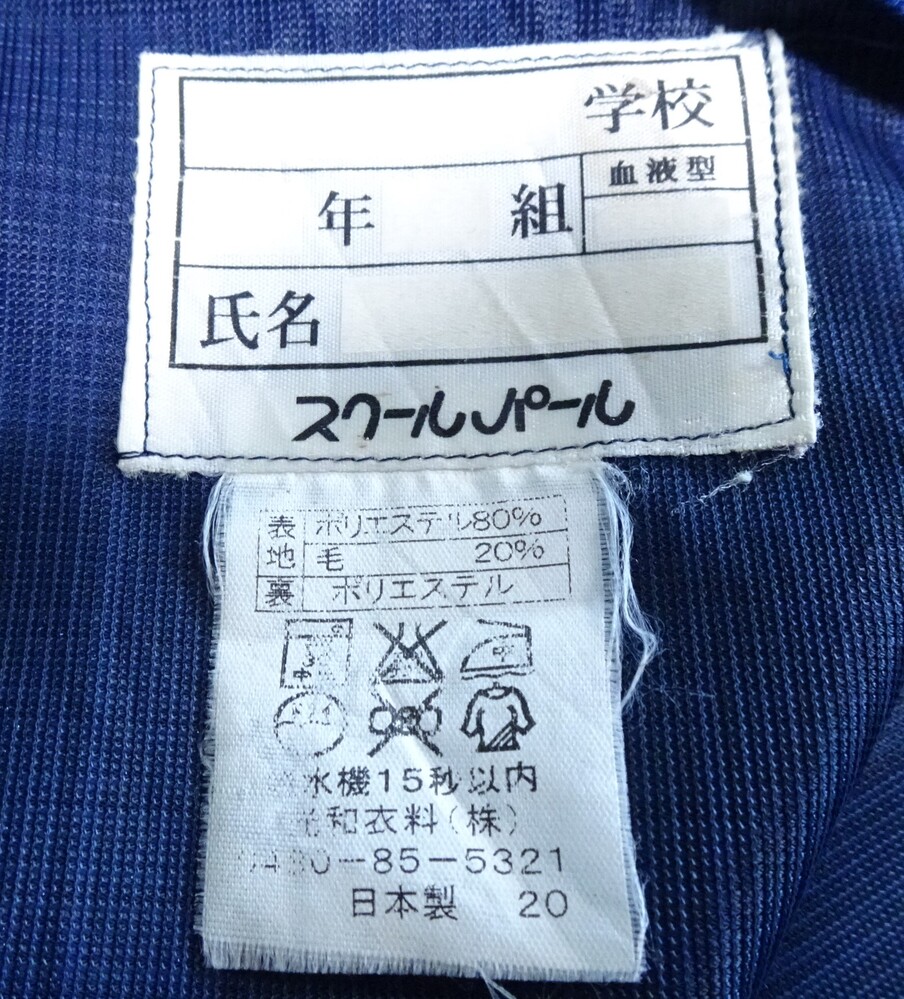 学校
年 組 血液型
氏名
スクールパール
表地 ポリエステル80%
毛 20%
裏 ポリエステル
水機15秒以内
和衣料(株)
0480-85-5321
日本製 20